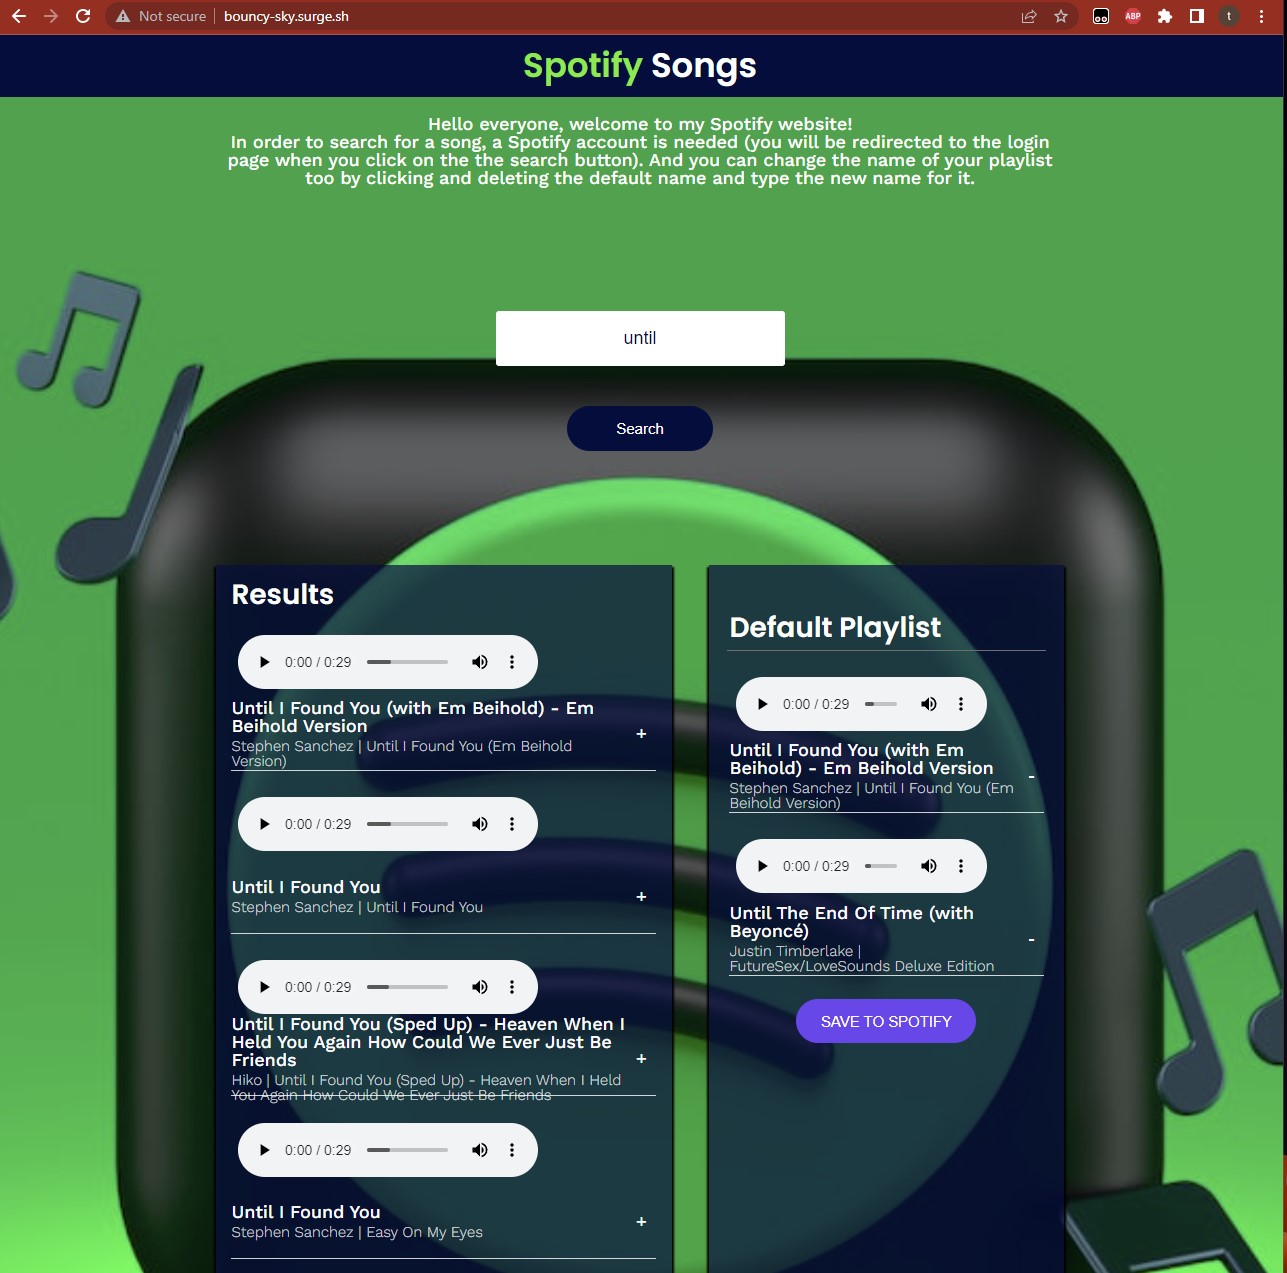 Not secure | bouncy-sky.surge.sh
ABP
t
Spotify Songs
Hello everyone, welcome to my Spotify website!
In order to search for a song, a Spotify account is needed (you will be redirected to the login
page when you click on the the search button). And you can change the name of your playlist
too by clicking and deleting the default name and type the new name for it.
until
Search
Results
0:00 / 0:29
Until I Found You (with Em Beihold) - Em
Beihold Version
Stephen Sanchez | Until I Found You (Em Beihold
Version)
+
0:00 / 0:29
Until I Found You
Stephen Sanchez | Until I Found You
+
0:00 / 0:29
Until I Found You (Sped Up) - Heaven When I
Held You Again How Could We Ever Just Be
Friends
Hiko | Until I Found You (Sped Up) - Heaven When I Held
You Again How Could We Ever Just Be Friends
+
0:00 / 0:29
Until I Found You
Stephen Sanchez | Easy On My Eyes
+
Default Playlist
0:00 / 0:29
Until I Found You (with Em
Beihold) - Em Beihold Version
Stephen Sanchez | Until I Found You (Em
Beihold Version)
-
0:00 / 0:29
Until The End Of Time (with
Beyoncé)
Justin Timberlake |
FutureSex/LoveSounds Deluxe Edition
-
SAVE TO SPOTIFY